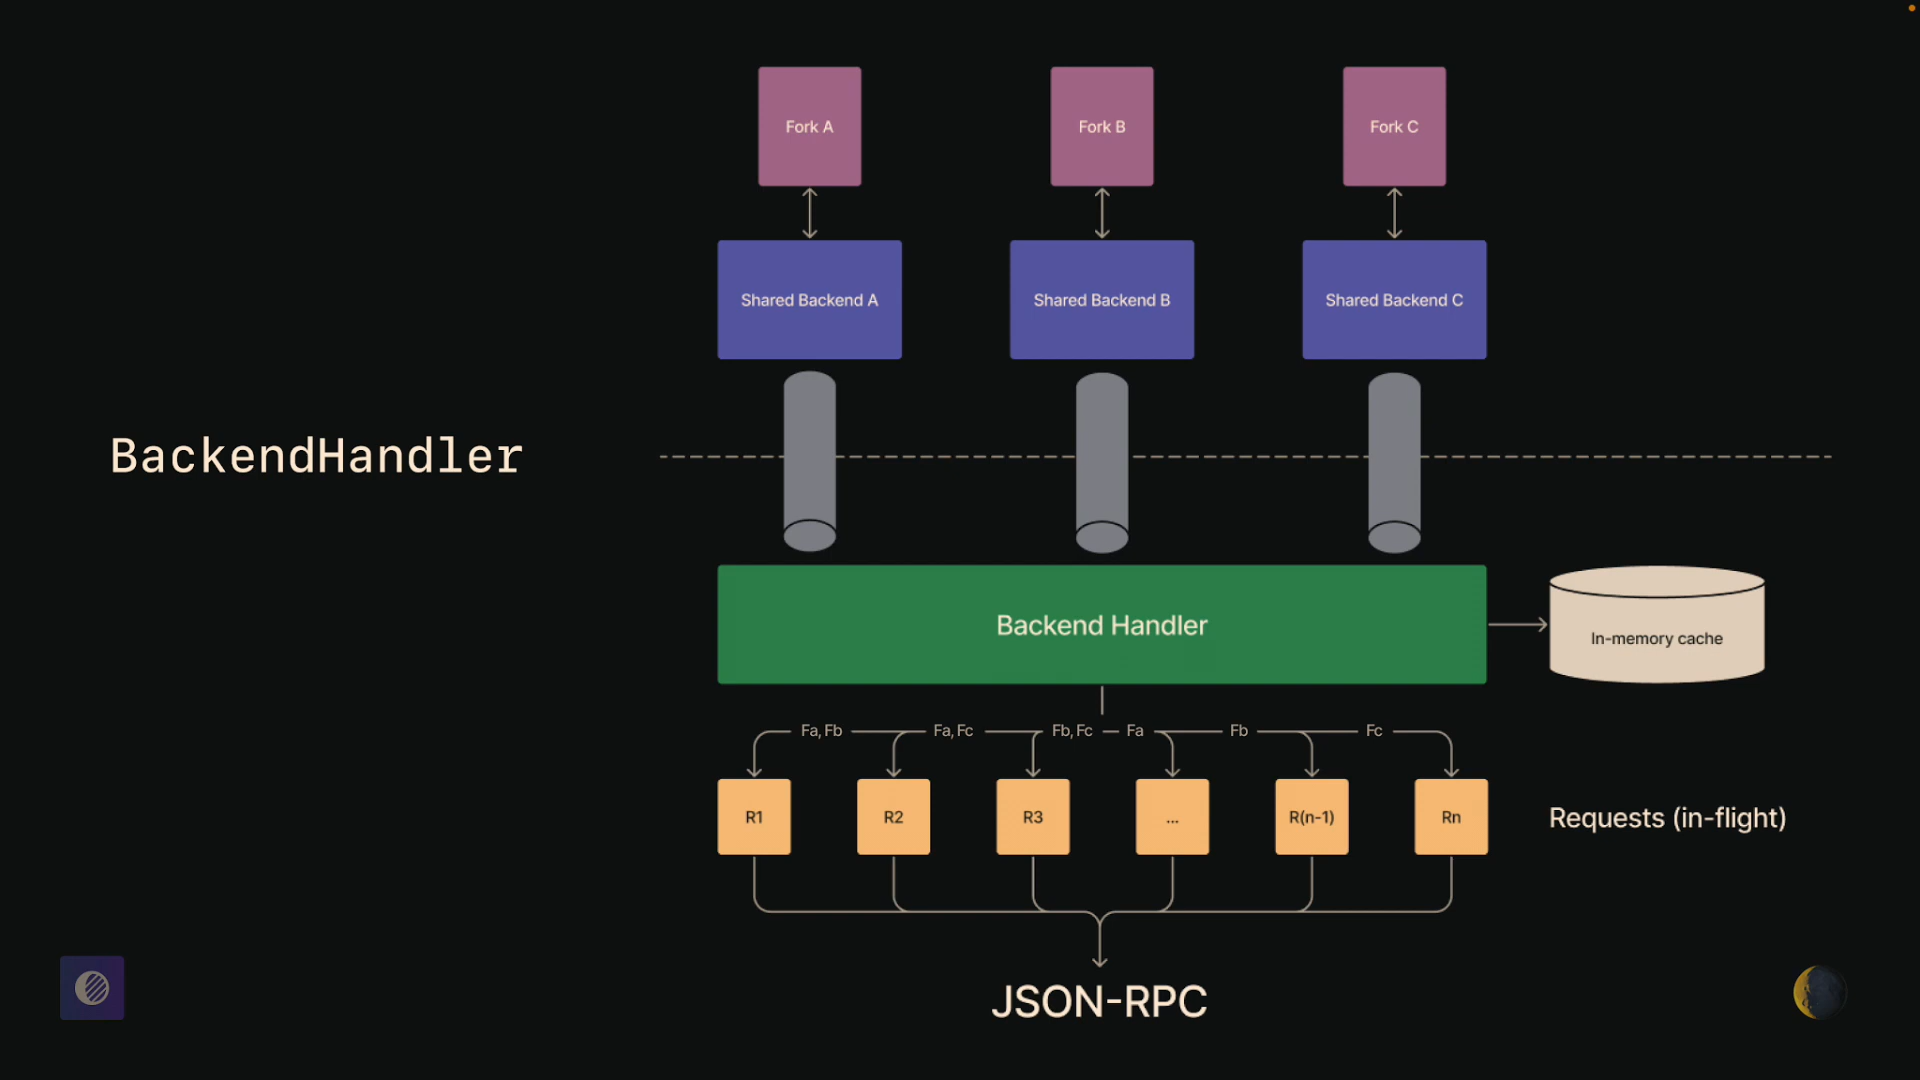 Fork A
Fork B
Fork C
Shared Backend A
Shared Backend B
Shared Backend C
BackendHandler
Backend Handler
In-memory cache
Fa, Fb
Fa, Fc
Fb, Fc
Fa
Fb
Fc
R1
R2
R3
...
R(n-1)
Rn
Requests (in-flight)
JSON-RPC